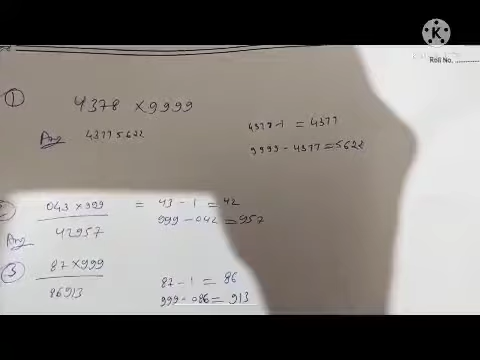 K
Roll No.
1
4378 × 9999
Ans 43775622
4378-1 = 4377
9999 - 4377 = 5622
043 × 999 = 43 - 1 = 42
999 - 042 = 957
Ans 42957
3
87 × 999
86913
87 - 1 = 86
999 - 086 = 913